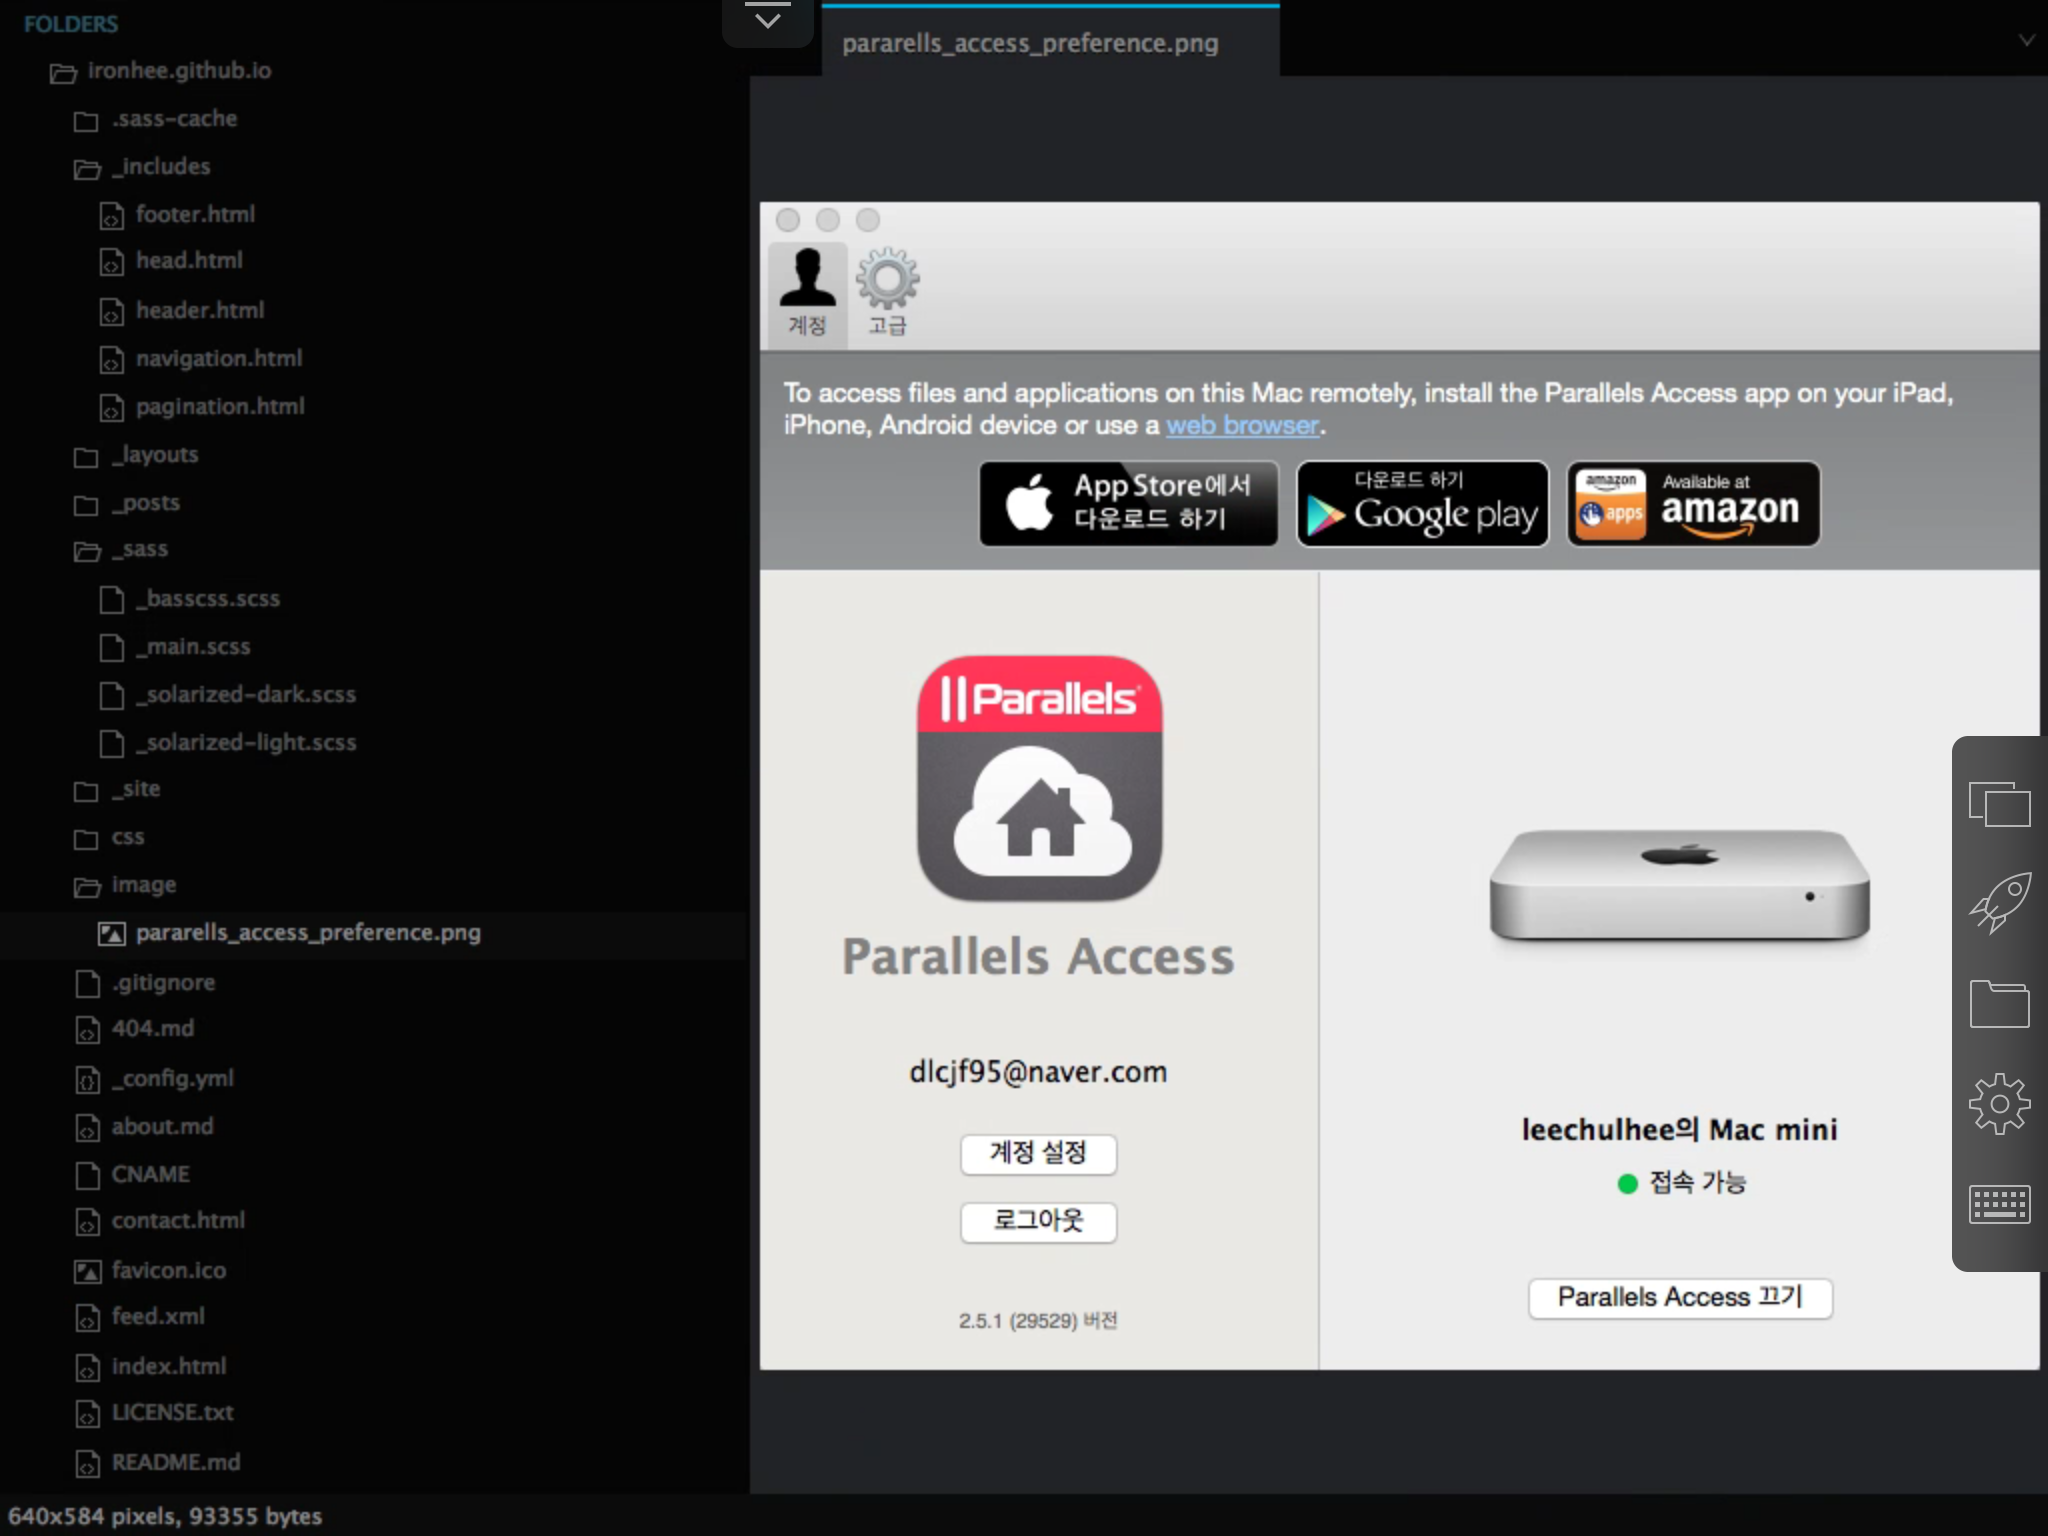 FOLDERS
ironhee.github.io
.sass-cache
_includes
footer.html
head.html
header.html
navigation.html
pagination.html
_layouts
_posts
_sass
_basscss.scss
_main.scss
_solarized-dark.scss
_solarized-light.scss
_site
css
image
pararells_access_preference.png
.gitignore
404.md
_config.yml
about.md
CNAME
contact.html
favicon.ico
feed.xml
index.html
LICENSE.txt
README.md
640x584 pixels, 93355 bytes
pararells_access_preference.png
계정
고급
To access files and applications on this Mac remotely, install the Parallels Access app on your iPad,
iPhone, Android device or use a web browser.
App Store에서
다운로드 하기
다운로드 하기
Google play
amazon
apps
Available at
amazon
Parallels
Parallels Access
dlcjf95@naver.com
계정 설정
로그아웃
2.5.1 (29529) 버전
leechulhee의 Mac mini
접속 가능
Parallels Access 끄기